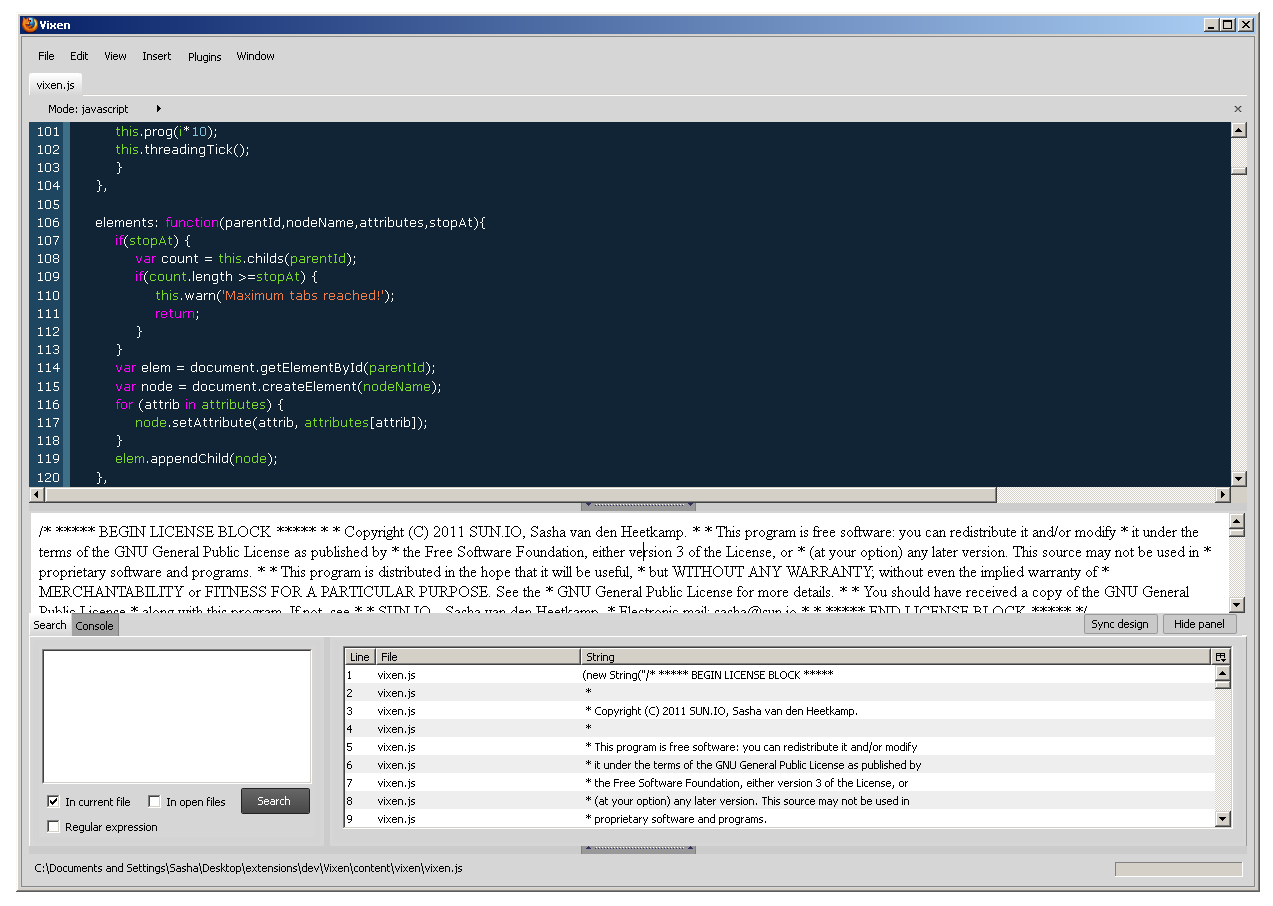 Vixen
File Edit View Insert Plugins Window
vixen.js
Mode: javascript
101 this.prog(i*10);
102 this.threadingTick();
103 }
104 },
105
106 elements: function(parentId,nodeName,attributes,stopAt){
107 if(stopAt) {
108 var count = this.childs(parentId);
109 if(count.length >=stopAt) {
110 this.warn('Maximum tabs reached!');
111 return;
112 }
113 }
114 var elem = document.getElementById(parentId);
115 var node = document.createElement(nodeName);
116 for (attrib in attributes) {
117 node.setAttribute(attrib, attributes[attrib]);
118 }
119 elem.appendChild(node);
120 },
/* ***** BEGIN LICENSE BLOCK ***** * * Copyright (C) 2011 SUN.IO, Sasha van den Heetkamp. * * This program is free software: you can redistribute it and/or modify * it under the
terms of the GNU General Public License as published by * the Free Software Foundation, either version 3 of the License, or * (at your option) any later version. This source may not be used in *
proprietary software and programs. * * This program is distributed in the hope that it will be useful, * but WITHOUT ANY WARRANTY; without even the implied warranty of *
MERCHANTABILITY or FITNESS FOR A PARTICULAR PURPOSE. See the * GNU General Public License for more details. * * You should have received a copy of the GNU General
Public License * along with this program. If not, see * * SUN.IO - Sasha van den Heetkamp. * Electronic mail: sasha@sun.io * * ***** END LICENSE BLOCK ***** */
Search Console Sync design Hide panel
Line File String
1 vixen.js (new String("/* ***** BEGIN LICENSE BLOCK *****
2 vixen.js *
3 vixen.js * Copyright (C) 2011 SUN.IO, Sasha van den Heetkamp.
4 vixen.js *
5 vixen.js * This program is free software: you can redistribute it and/or modify
6 vixen.js * it under the terms of the GNU General Public License as published by
7 vixen.js * the Free Software Foundation, either version 3 of the License, or
8 vixen.js * (at your option) any later version. This source may not be used in
9 vixen.js * proprietary software and programs.
In current file In open files Search
Regular expression
C:\Documents and Settings\Sasha\Desktop\extensions\dev\Vixen\content\vixen\vixen.js